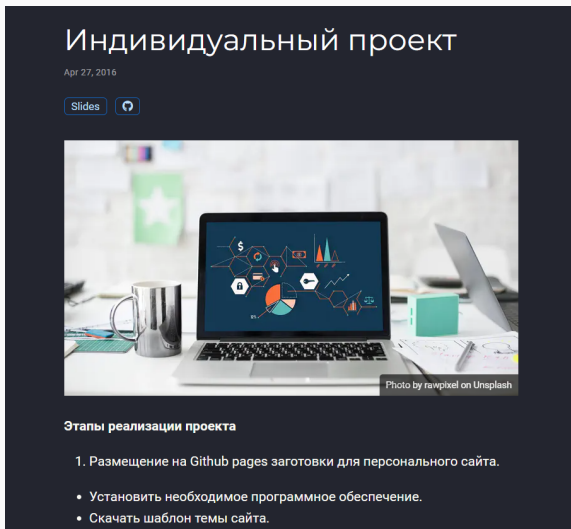 Индивидуальный проект
Apr 27, 2016
Slides
$
Photo by rawpixel on Unsplash
Этапы реализации проекта
1. Размещение на Github pages заготовки для персонального сайта.
• Установить необходимое программное обеспечение.
• Скачать шаблон темы сайта.